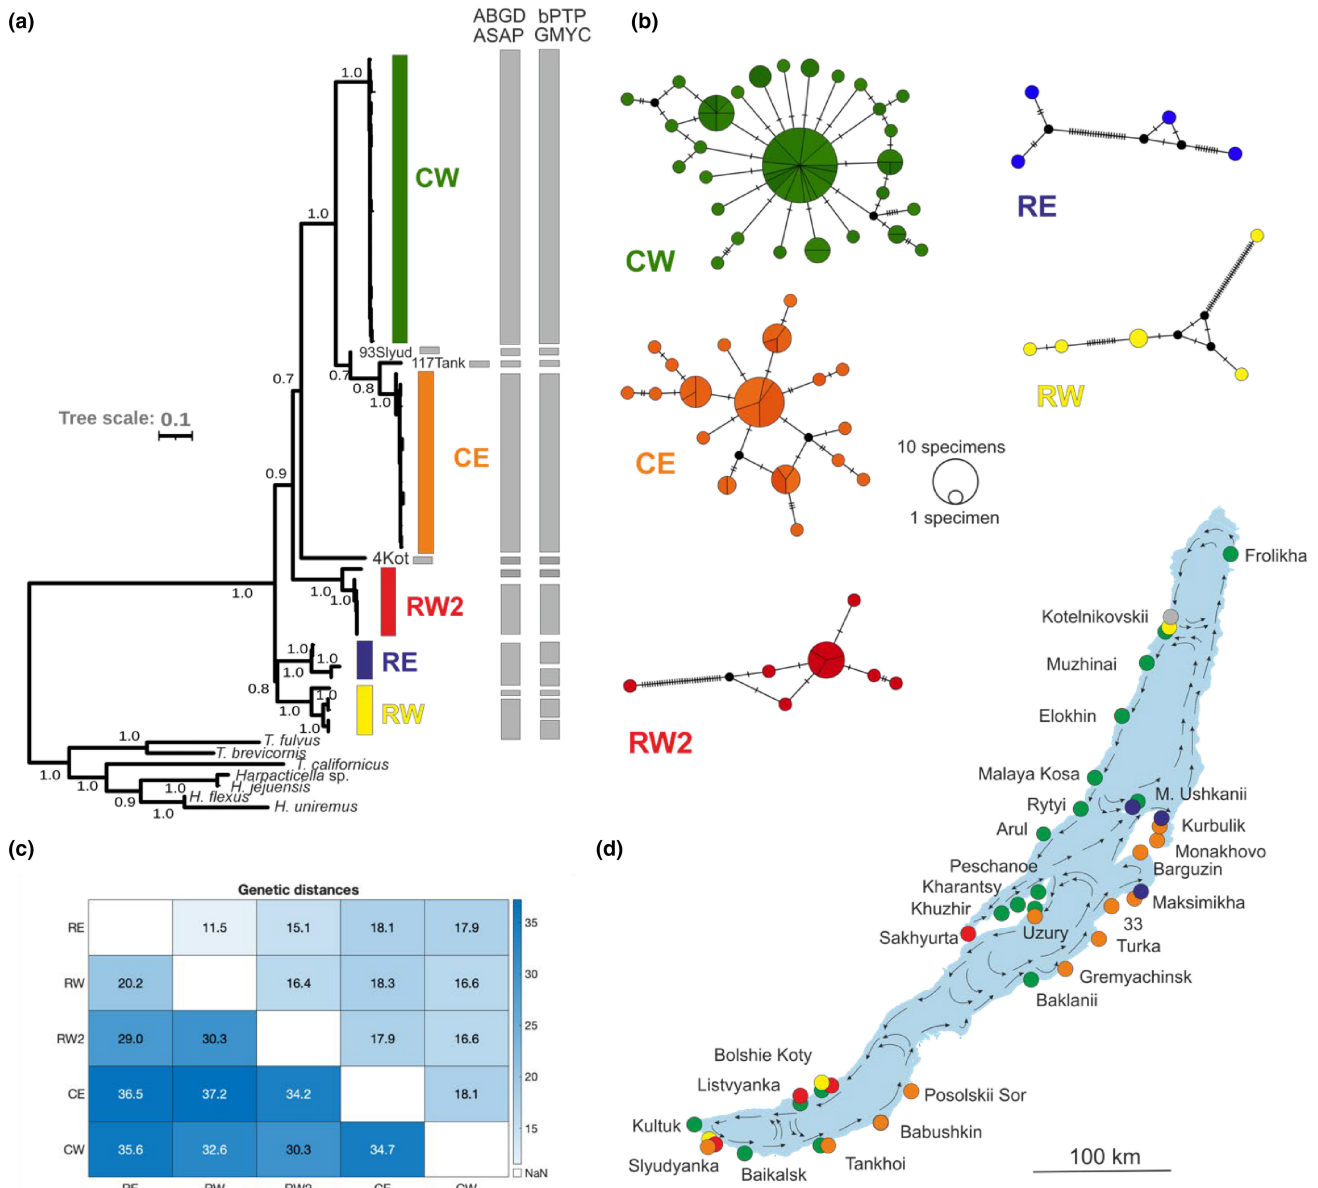 (a)
ABGD bPTP
ASAP GMYC
1.0
CW
1.0
93Slyud
117Tank
0.7
0.7
0.8
1.0
Tree scale: 0.1
CE
0.9
4Kot
1.0
1.0
1.0
RW2
1.0
1.0
1.0
RE
0.8
1.0
1.0
RW
1.0
1.0
T. fulvus
T. brevicornis
1.0
T. californicus
1.0
Harpacticella sp.
1.0
H. jejuensis
0.9
H. flexus
1.0
H. uniremus
(b)
CW
RE
RW
CE
10 specimens
1 specimen
RW2
(c)
Genetic distances
RE 11.5 15.1 18.1 17.9
RW 20.2 16.4 18.3 16.6
RW2 29.0 30.3 17.9 16.6
CE 36.5 37.2 34.2 18.1
CW 35.6 32.6 30.3 34.7
RE RW RW2 CE CW
35
30
25
20
15
NaN
(d)
Frolikha
Kotelnikovskii
Muzhinai
Elokhin
Malaya Kosa
M. Ushkanii
Rytyi
Arul
Kurbulik
Monakhovo
Peschanoe
Barguzin
Kharantsy
Maksimikha
Khuzhir
33
Sakhyurta
Uzury
Turka
Gremyachinsk
Baklanii
Bolshie Koty
Listvyanka
Posolskii Sor
Kultuk
Babushkin
Slyudyanka
Tankhoi
Baikalsk
100 km